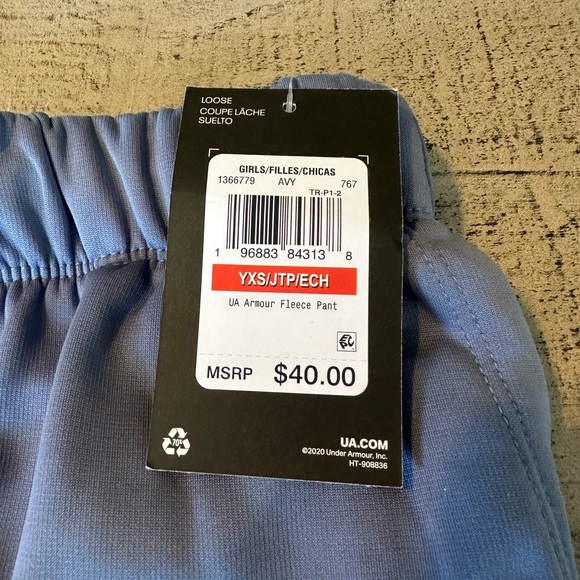 LOOSE
COUPE LÂCHE
SUELTO
GIRLS/FILLES/CHICAS
1366779 AVY 767
TR-P1-2
1 96883 84313 8
YXS/JTP/ECH
UA Armour Fleece Pant
MSRP $40.00
70%
UA.COM
©2020 Under Armour, Inc.
HT-908836